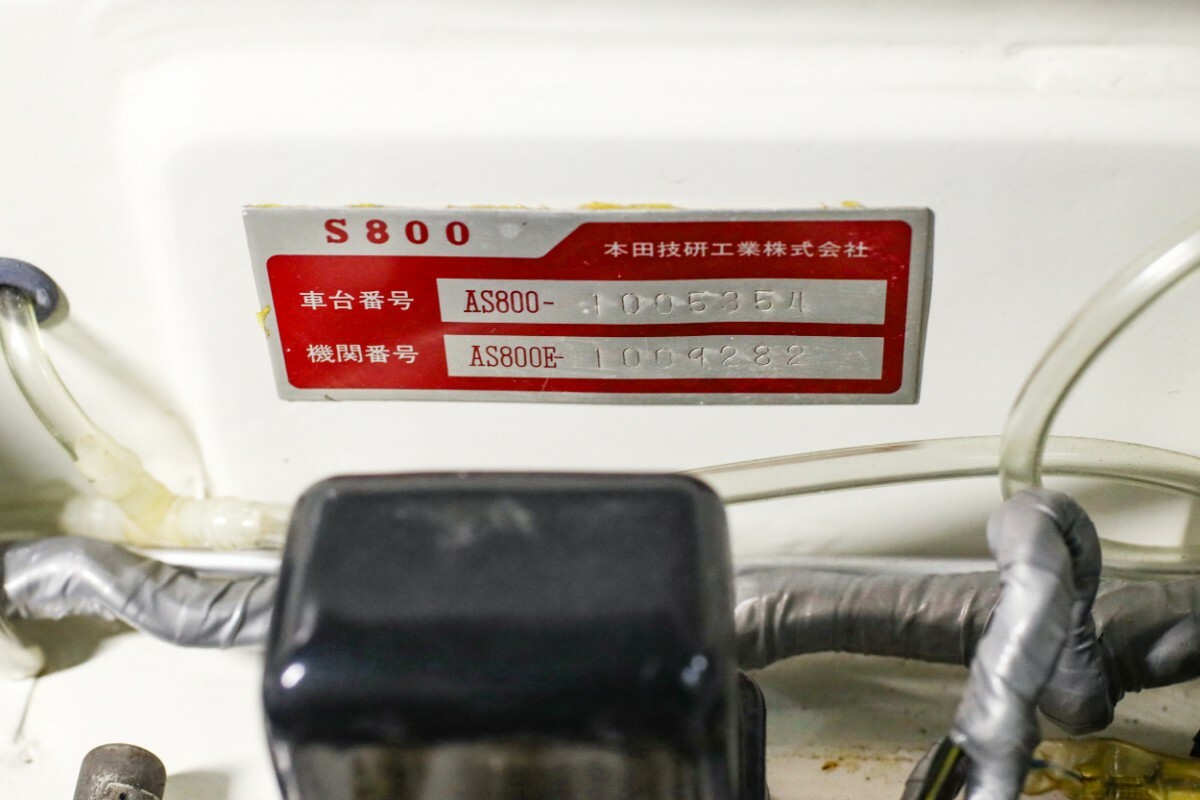 S800
本田技研工業株式会社
車台番号 AS800- 1005354
機関番号 AS800E- 1009282